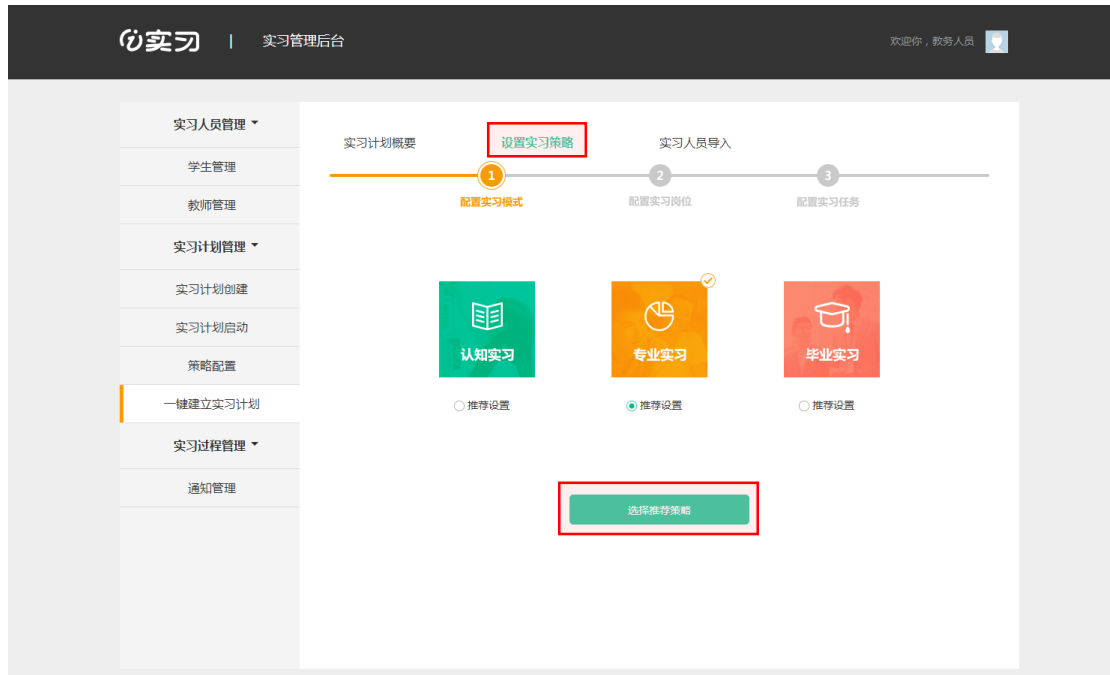 i实习 | 实习管理后台
欢迎你，教务人员
实习人员管理
学生管理
教师管理
实习计划管理
实习计划创建
实习计划启动
策略配置
一键建立实习计划
实习过程管理
通知管理
实习计划概要 设置实习策略 实习人员导入
1 2 3
配置实习模式 配置实习岗位 配置实习任务
认知实习 专业实习 毕业实习
推荐设置 推荐设置 推荐设置
选择推荐策略